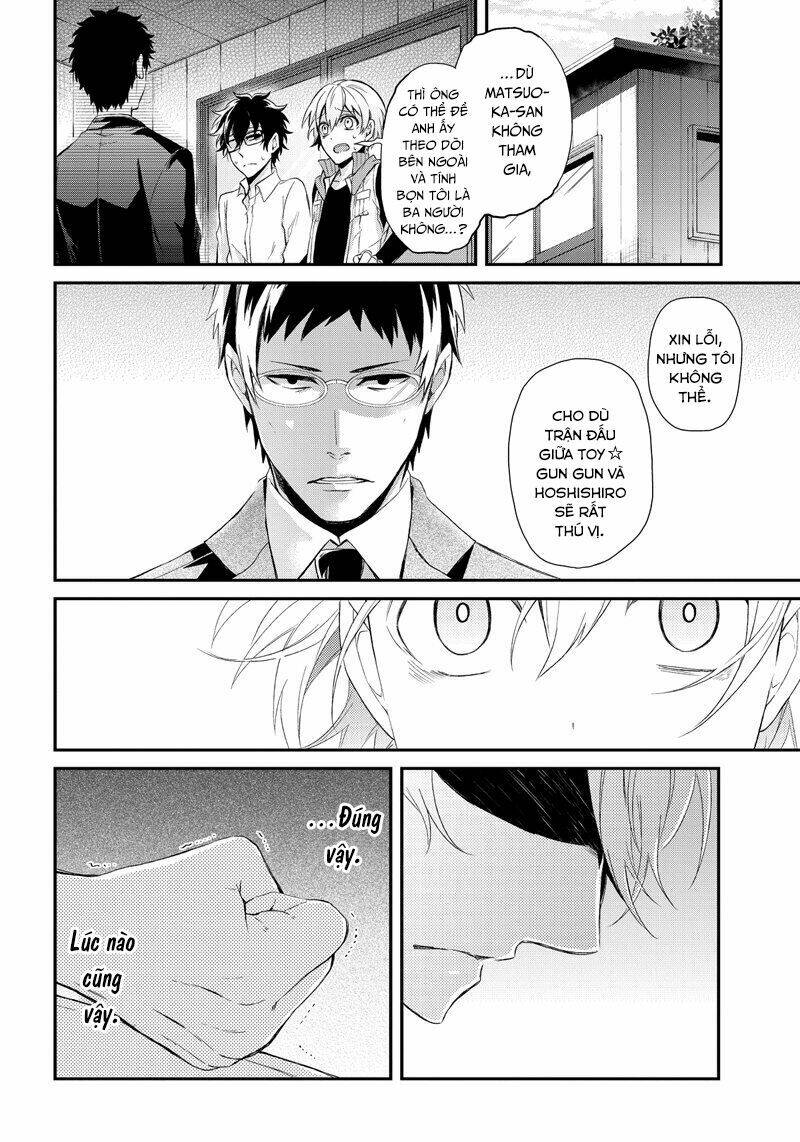 ...DÙ
MATSUO-
KA-SAN
KHÔNG
THAM
GIA,
THÌ ÔNG
CÓ THỂ ĐỂ
ANH ẤY
THEO DÕI
BÊN NGOÀI
VÀ TÍNH
BỌN TÔI LÀ
BA NGƯỜI
KHÔNG...?
XIN LỖI,
NHƯNG TÔI
KHÔNG
THỂ.
CHO DÙ
TRẬN ĐẤU
GIỮA TOY☆
GUN GUN VÀ
HOSHISHIRO
SẼ RẤT
THÚ VỊ.
...Đúng
vậy.
Lúc nào
cũng
vậy.